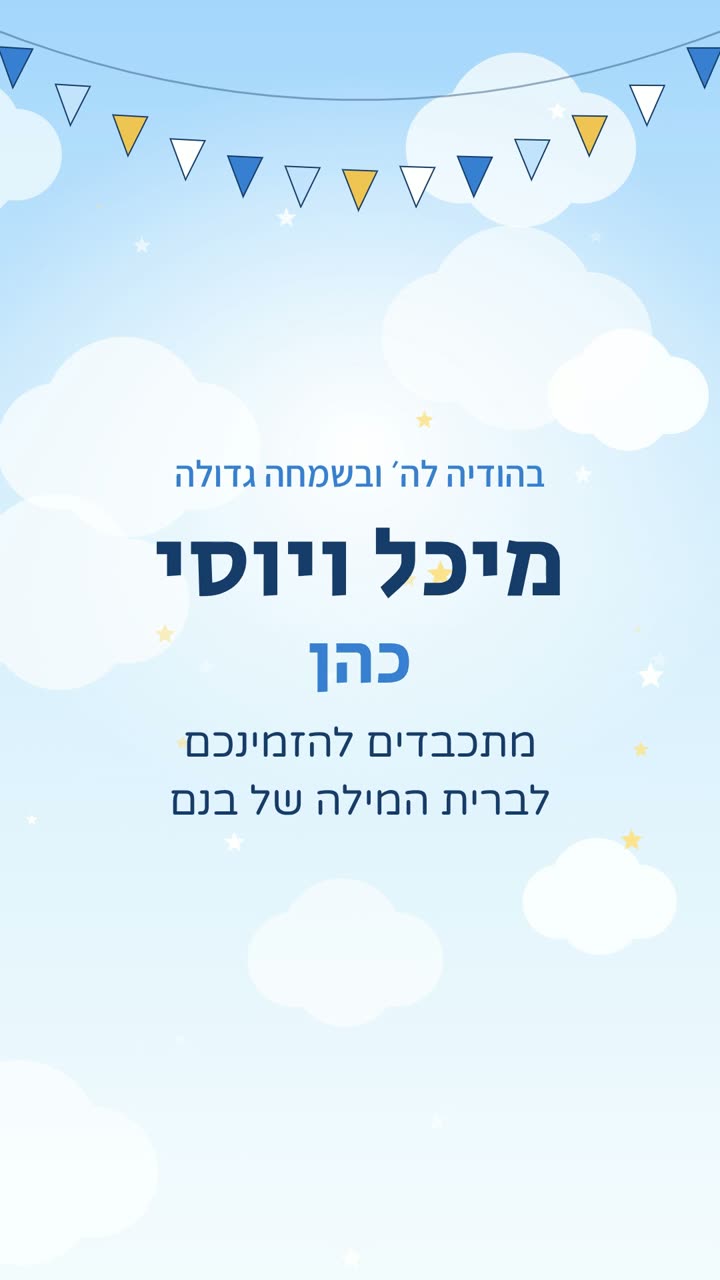 בהודיה לה׳ ובשמחה גדולה
מיכל ויוסי
כהן
מתכבדים להזמינכם
לברית המילה של בנם